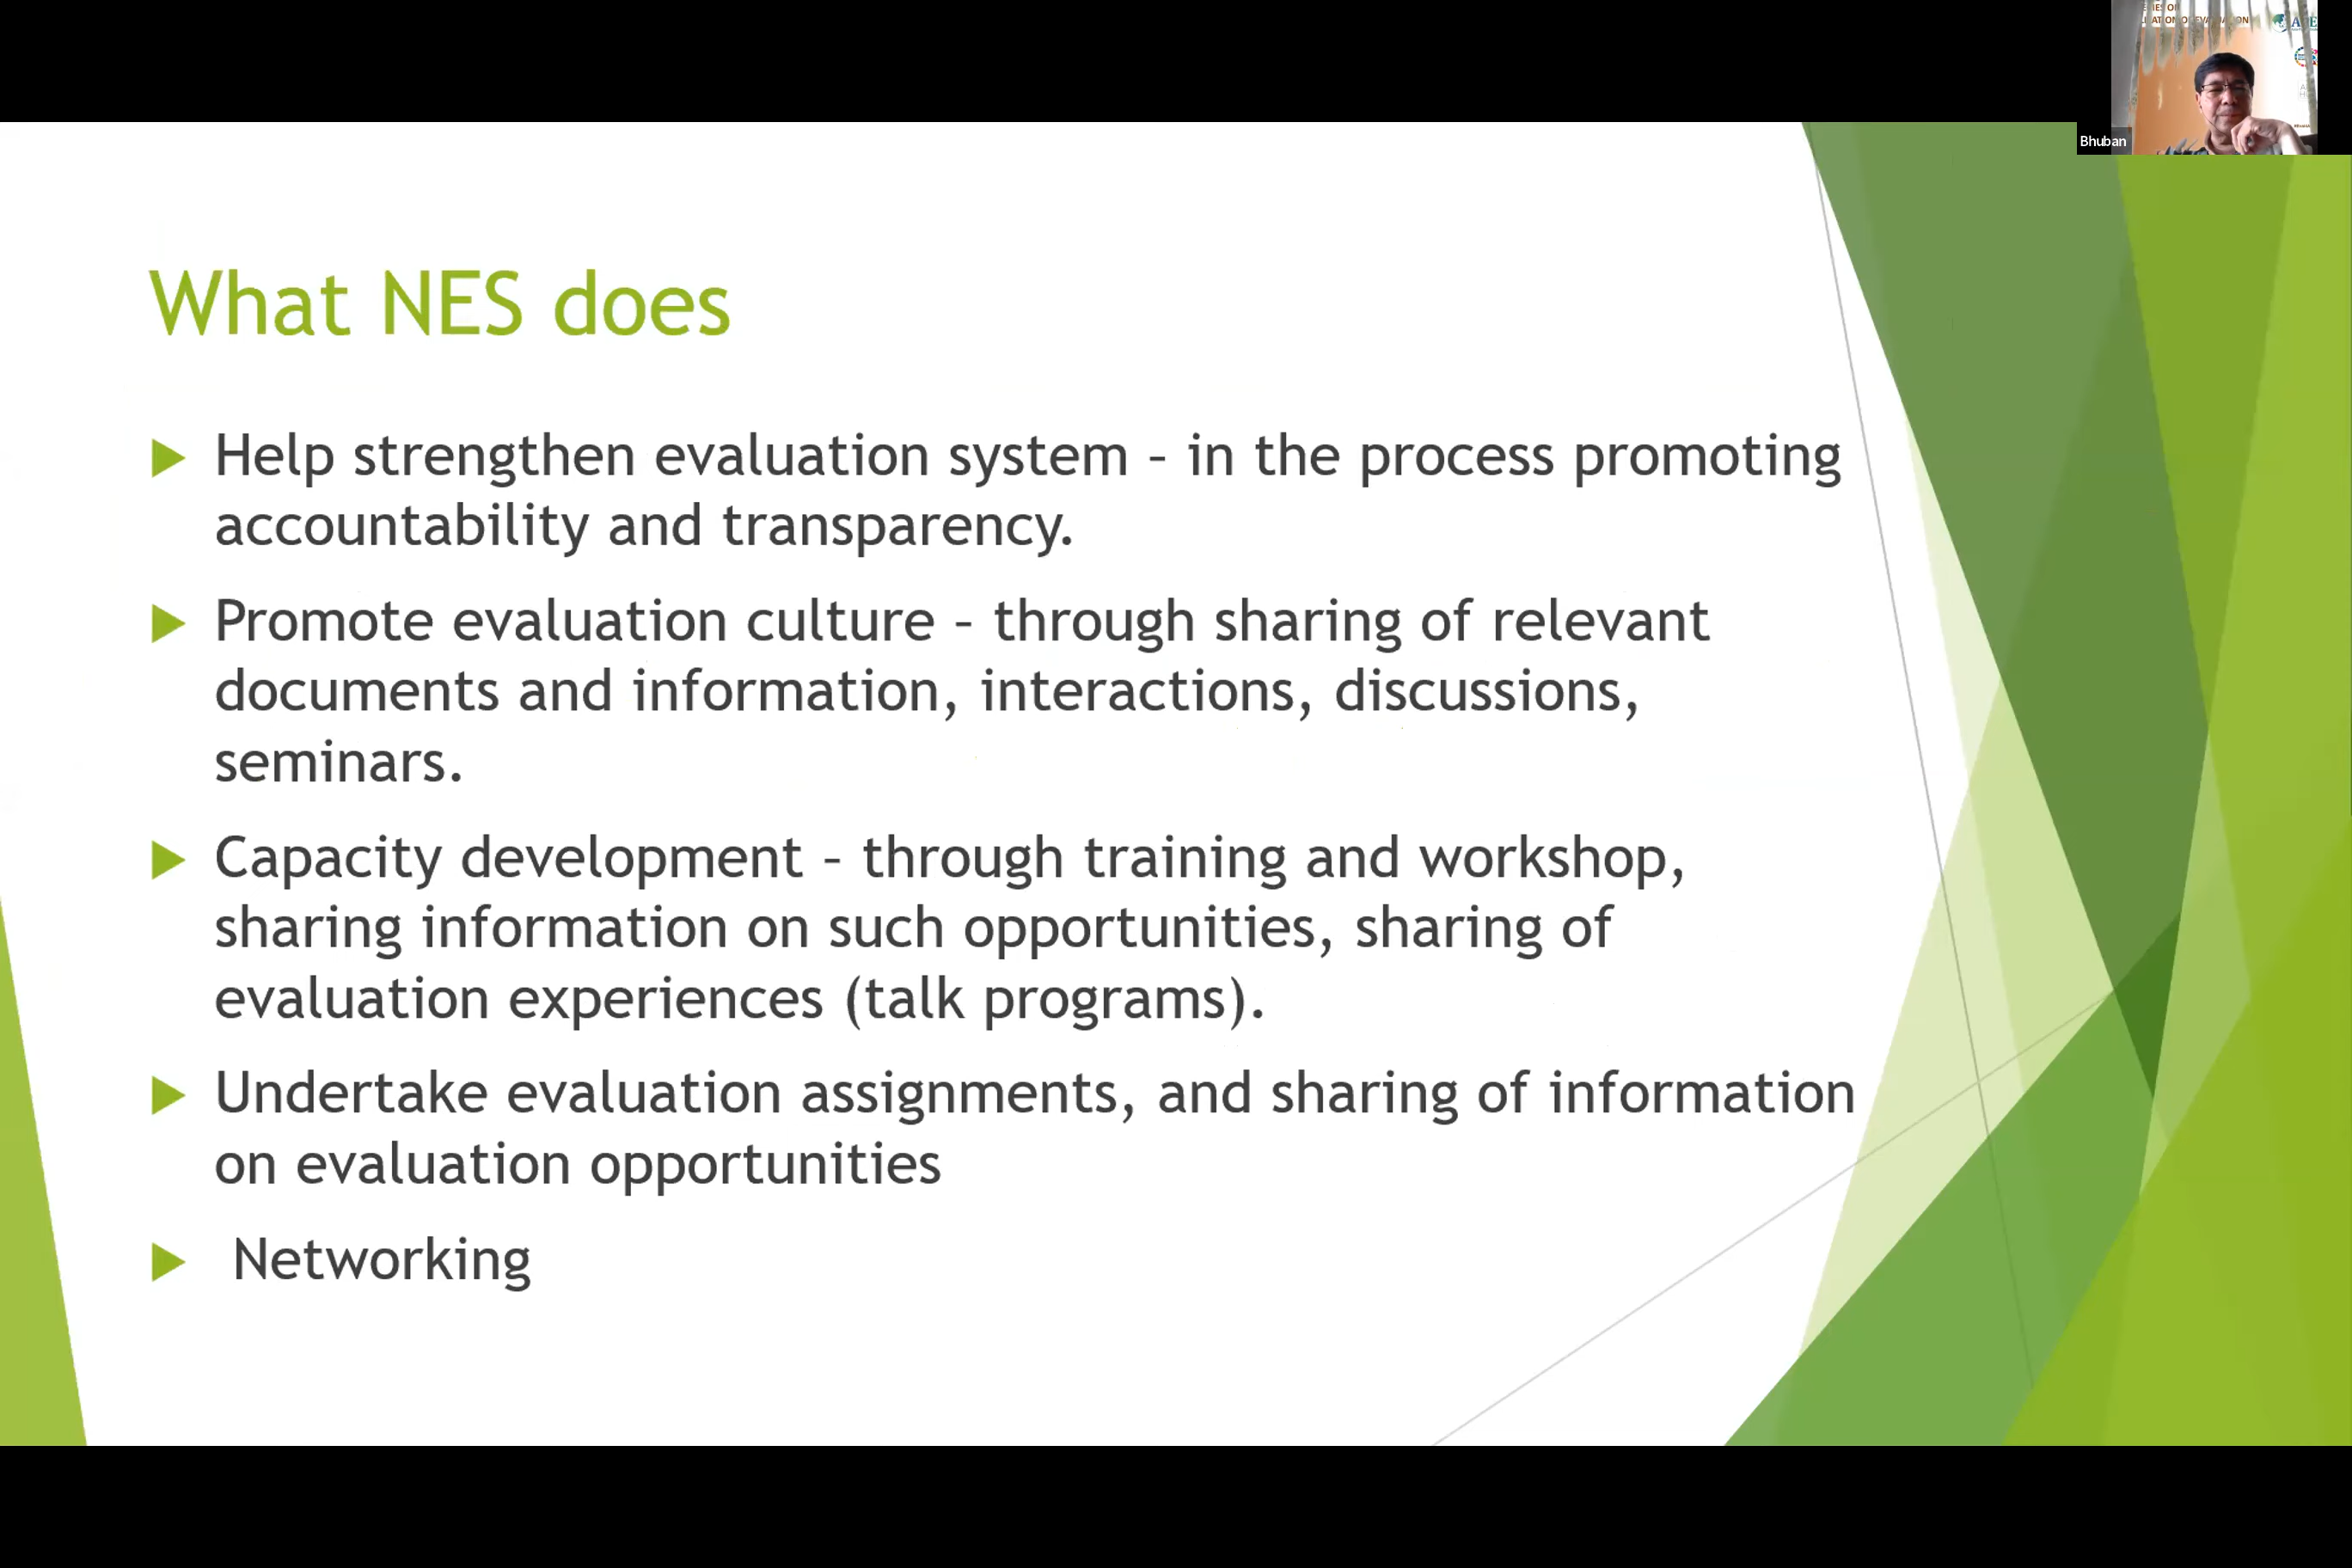 Bhuban
What NES does
Help strengthen evaluation system – in the process promoting
accountability and transparency.
Promote evaluation culture – through sharing of relevant
documents and information, interactions, discussions,
seminars.
Capacity development – through training and workshop,
sharing information on such opportunities, sharing of
evaluation experiences (talk programs).
Undertake evaluation assignments, and sharing of information
on evaluation opportunities
Networking